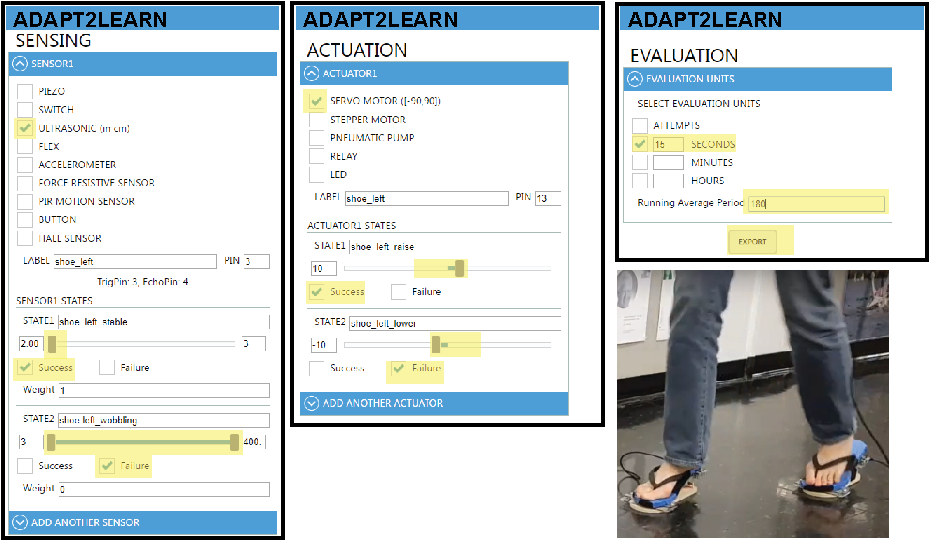 ADAPT2LEARN
SENSING
SENSOR1
PIEZO
SWITCH
ULTRASONIC (in cm)
FLEX
ACCELEROMETER
FORCE RESISTIVE SENSOR
PIR MOTION SENSOR
BUTTON
HALL SENSOR
LABEL shoe_left PIN 3
TrigPin: 3, EchoPin: 4
SENSOR1 STATES
STATE1 shoe_left_stable
2.00 3
Success Failure
Weight 1
STATE2 shoe-left_wobbling
3 400.
Success Failure
Weight 0
ADD ANOTHER SENSOR
ADAPT2LEARN
ACTUATION
ACTUATOR1
SERVO MOTOR ([-90,90])
STEPPER MOTOR
PNEUMATIC PUMP
RELAY
LED
LABEL shoe_left PIN 13
ACTUATOR1 STATES
STATE1 shoe_left_raise
10
Success Failure
STATE2 shoe_left_lower
-10
Success Failure
ADD ANOTHER ACTUATOR
ADAPT2LEARN
EVALUATION
EVALUATION UNITS
SELECT EVALUATION UNITS
ATTEMPTS
15 SECONDS
MINUTES
HOURS
Running Average Period 180
EXPORT